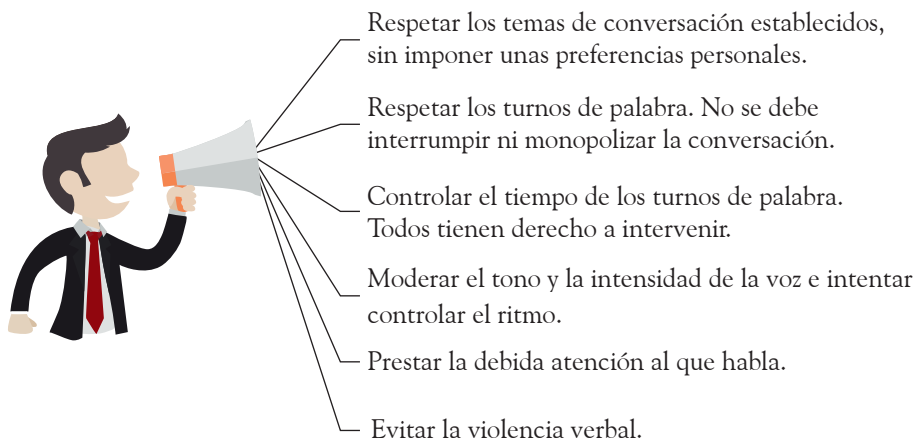 Respetar los temas de conversación establecidos,
sin imponer unas preferencias personales.
Respetar los turnos de palabra. No se debe
interrumpir ni monopolizar la conversación.
Controlar el tiempo de los turnos de palabra.
Todos tienen derecho a intervenir.
Moderar el tono y la intensidad de la voz e intentar
controlar el ritmo.
Prestar la debida atención al que habla.
Evitar la violencia verbal.